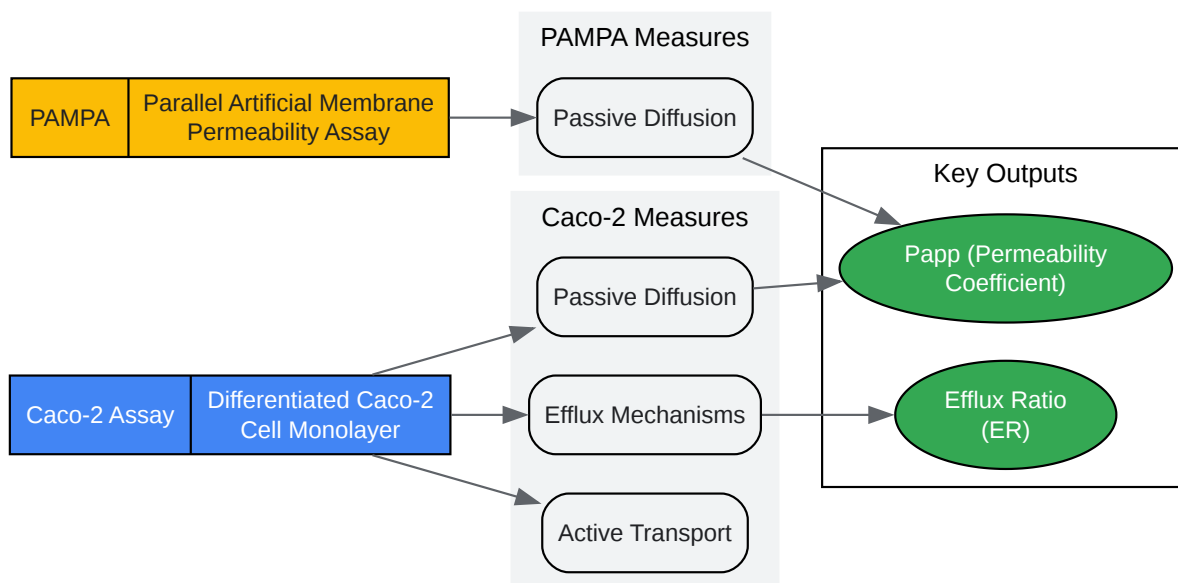 PAMPA Measures
PAMPA
Parallel Artificial Membrane
Permeability Assay
Passive Diffusion
Key Outputs
Caco-2 Measures
Papp (Permeability
Coefficient)
Passive Diffusion
Caco-2 Assay
Differentiated Caco-2
Cell Monolayer
Efflux Mechanisms
Efflux Ratio
(ER)
Active Transport